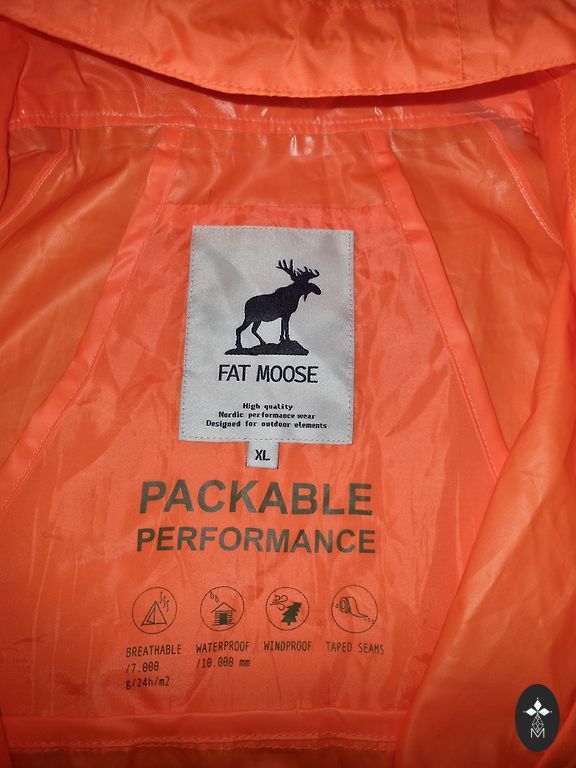 FAT MOOSE
High quality
Nordic performance wear
Designed for outdoor elements
XL
PACKABLE
PERFORMANCE
BREATHABLE
/7.000
g/24h/m2
WATERPROOF
/10.000 mm
WINDPROOF
TAPED SEAMS
M